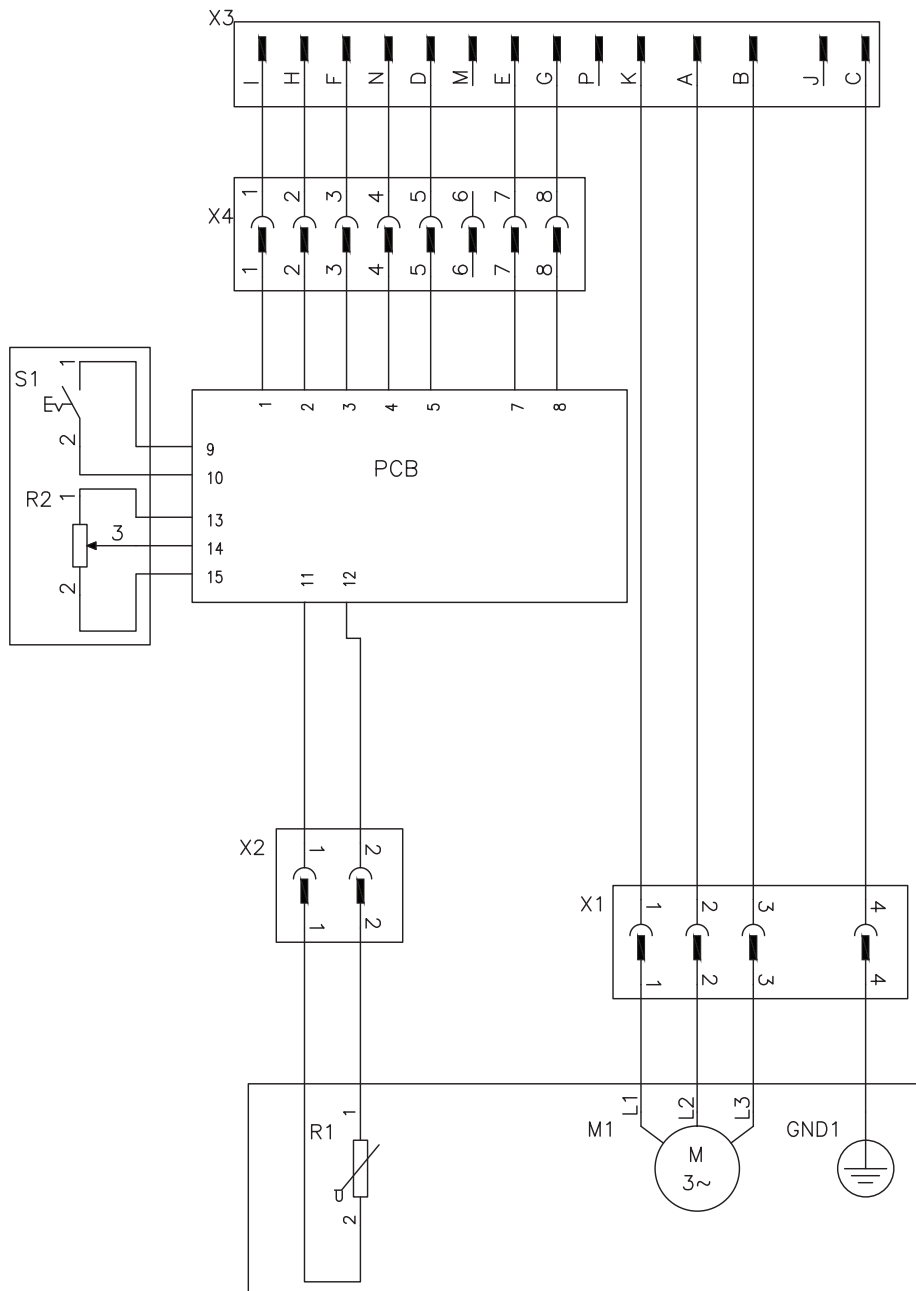 X3
I H F N D M E G P K A B J C
1 2 3 4 5 6 7 8
X4
1 2 3 4 5 6 7 8
S1
1
2
1 2 3 4 5 7 8
9
PCB
10
R2
1
13
3
14
2
15
11 12
X2
1 2
1 2
X1
1 2 3 4
1 2 3 4
L1 L2 L3
M1
GND1
R1
1
M
3~
U
2